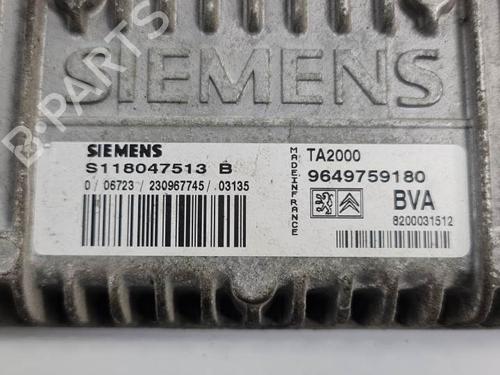 SIEMENS
SIEMENS
S118047513 B
0 / 06723 / 230967745 / 03135
MADE IN FRANCE
TA2000
9649759180
BVA
8200031512
B-PARTS